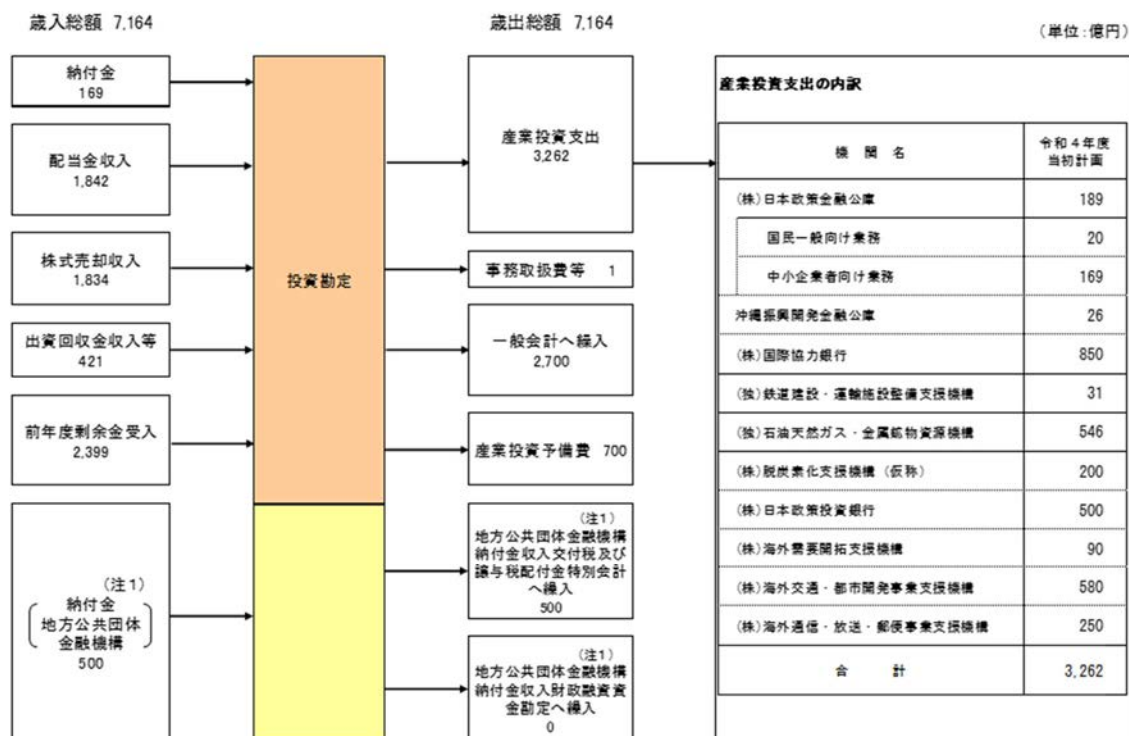 歳入総額 7,164
歳出総額 7,164
(単位:億円)
納付金
169
配当金収入
1,842
株式売却収入
1,834
出資回収金収入等
421
前年度剰余金受入
2,399
(注1)
納付金
地方公共団体
金融機構
500
投資勘定
産業投資支出
3,262
事務取扱費等 1
一般会計へ繰入
2,700
産業投資予備費 700
(注1)
地方公共団体金融機構
納付金収入交付税及び
譲与税配付金特別会計
へ繰入
500
(注1)
地方公共団体金融機構
納付金収入財政融資資
金勘定へ繰入
0
産業投資支出の内訳
機 関 名
令和4年度
当初計画
(株)日本政策金融公庫 189
国民一般向け業務 20
中小企業者向け業務 169
沖縄振興開発金融公庫 26
(株)国際協力銀行 850
(独)鉄道建設・運輸施設整備支援機構 31
(独)石油天然ガス・金属鉱物資源機構 546
(株)脱炭素化支援機構(仮称) 200
(株)日本政策投資銀行 500
(株)海外需要開拓支援機構 90
(株)海外交通・都市開発事業支援機構 580
(株)海外通信・放送・郵便事業支援機構 250
合 計 3,262